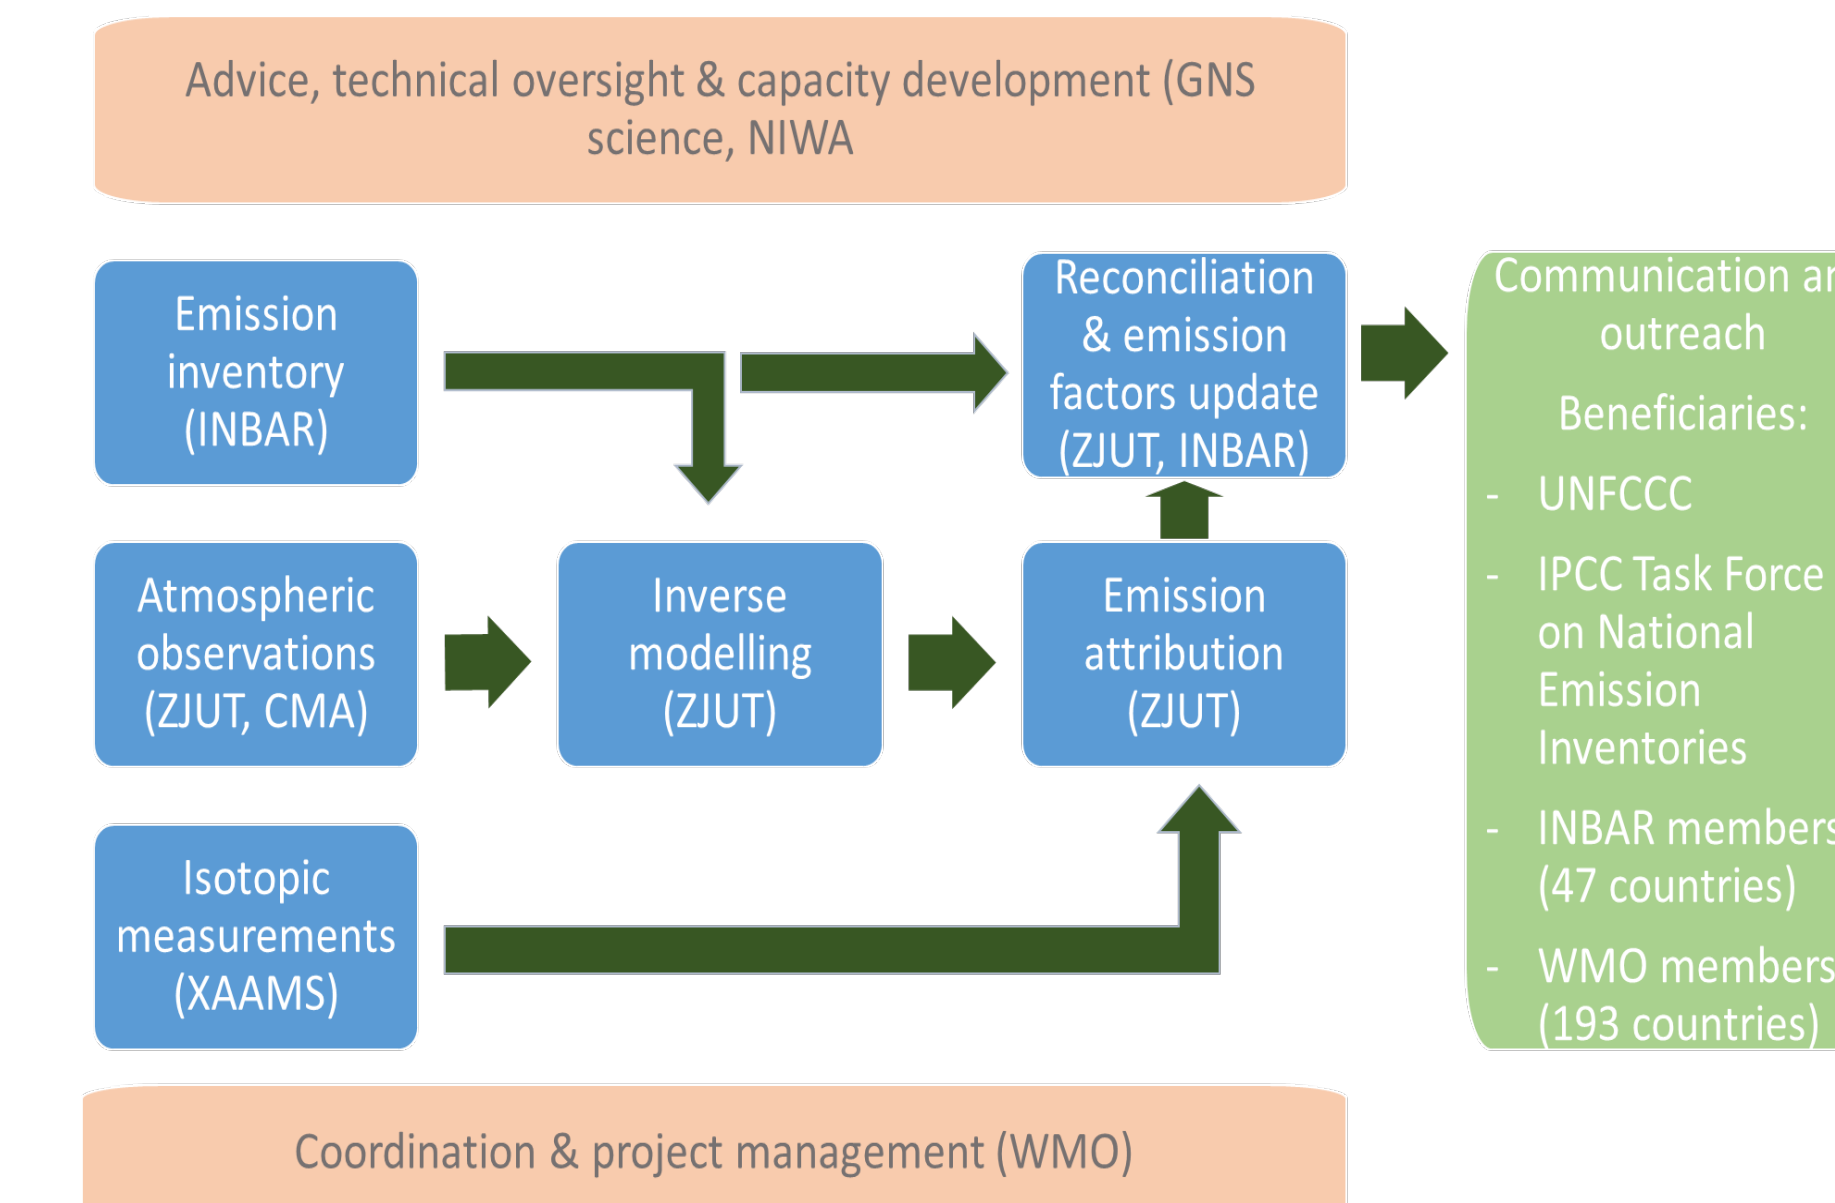 Advice, technical oversight & capacity development (GNS
science, NIWA
Emission
inventory
(INBAR)
Reconciliation
& emission
factors update
(ZJUT, INBAR)
Atmospheric
observations
(ZJUT, CMA)
Inverse
modelling
(ZJUT)
Emission
attribution
(ZJUT)
Isotopic
measurements
(XAAMS)
Communication
outreach
Beneficiaries:
- UNFCCC
- IPCC Task Force
on National
Emission
Inventories
- INBAR members
(47 countries)
- WMO members
(193 countries)
Coordination & project management (WMO)